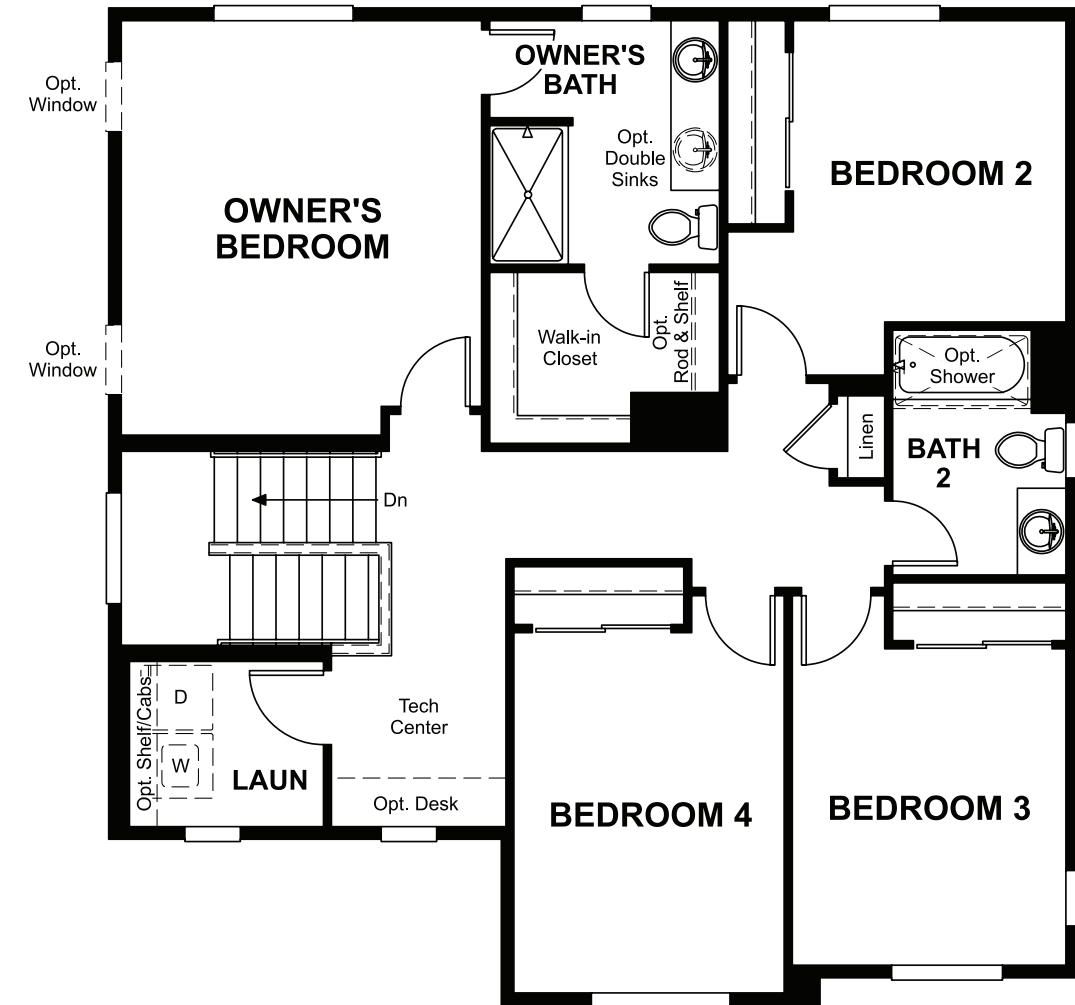 OWNER'S
BATH
Opt.
Window
Opt.
Double
Sinks
BEDROOM 2
OWNER'S
BEDROOM
Walk-in
Closet
Opt.
Rod & Shelf
Opt.
Window
Opt.
Shower
Linen
BATH
2
Dn
Opt. Shelf/Cabs
D
W
LAUN
Tech
Center
Opt. Desk
BEDROOM 4
BEDROOM 3